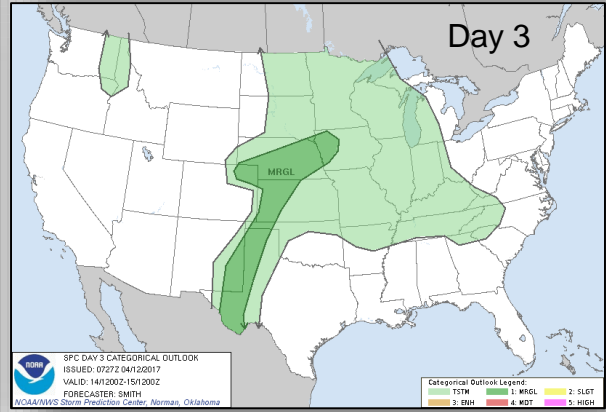 Day 3
MRGL
NOAA
SPC DAY 3 CATEGORICAL OUTLOOK
ISSUED: 0727Z 04/12/2017
VALID: 14/1200Z-15/1200Z
FORECASTER: SMITH
NOAA/NWS Storm Prediction Center, Norman, Oklahoma
Categorical Outlook Legend:
TSTM 1: MRGL 2: SLGT
3: ENH 4: MDT 5: HIGH